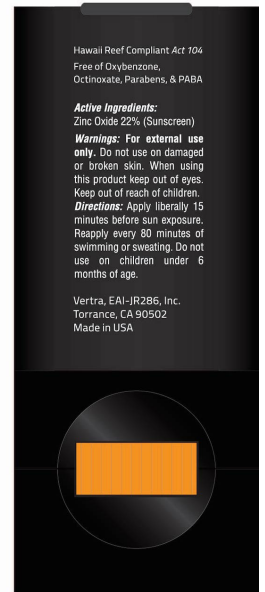 Hawaii Reef Compliant Act 104
Free of Oxybenzone,
Octinoxate, Parabens, & PABA
Active Ingredients:
Zinc Oxide 22% (Sunscreen)
Warnings: For external use
only. Do not use on damaged
or broken skin. When using
this product keep out of eyes.
Keep out of reach of children.
Directions: Apply liberally 15
minutes before sun exposure.
Reapply every 80 minutes of
swimming or sweating. Do not
use on children under 6
months of age.
Vertra, EAI-JR286, Inc.
Torrance, CA 90502
Made in USA